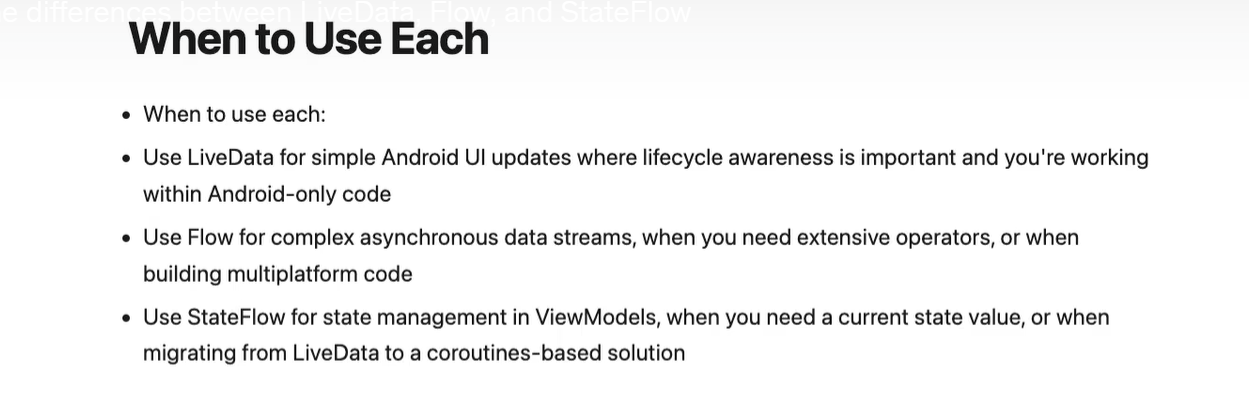 e differences between LiveData, Flow, and StateFlow
When to Use Each
• When to use each:
• Use LiveData for simple Android UI updates where lifecycle awareness is important and you're working
within Android-only code
• Use Flow for complex asynchronous data streams, when you need extensive operators, or when
building multiplatform code
• Use StateFlow for state management in ViewModels, when you need a current state value, or when
migrating from LiveData to a coroutines-based solution